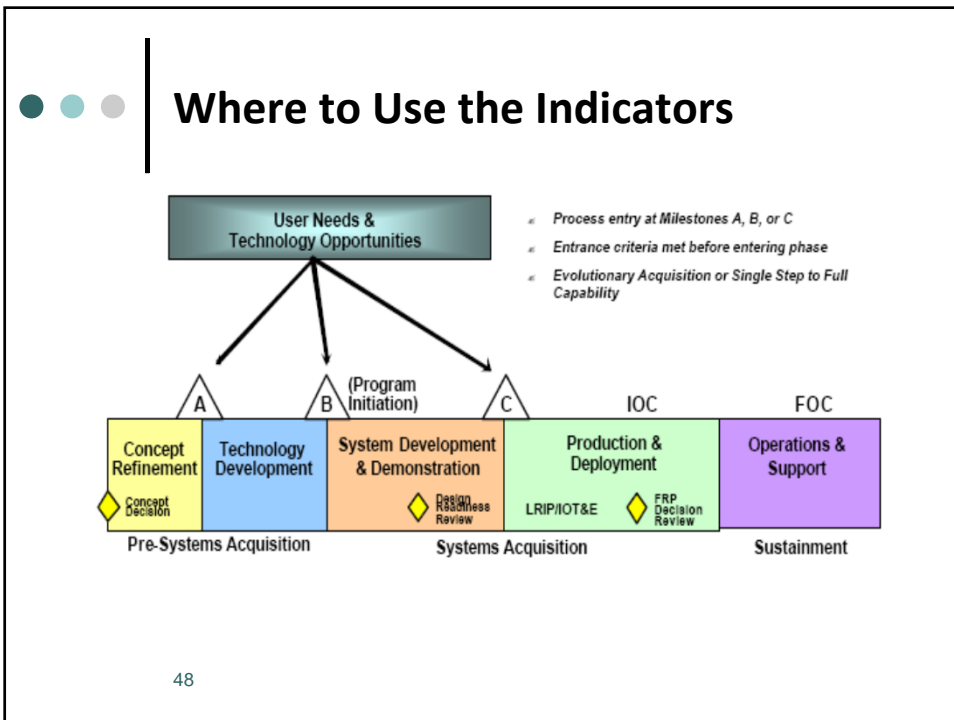 Where to Use the Indicators
User Needs &
Technology Opportunities
Process entry at Milestones A, B, or C
Entrance criteria met before entering phase
Evolutionary Acquisition or Single Step to Full
Capability
A
B
(Program
Initiation)
C
IOC
FOC
Concept
Refinement
Technology
Development
System Development
& Demonstration
Production &
Deployment
Operations &
Support
Concept
Decision
Design
Readiness
Review
LRIP/IOT&E
FRP
Decision
Review
Pre-Systems Acquisition
Systems Acquisition
Sustainment
48